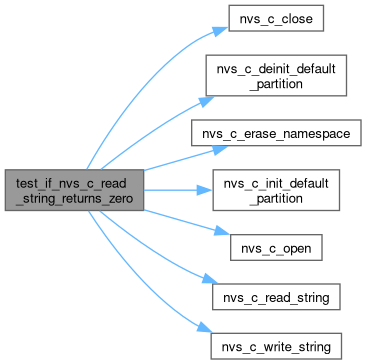 nvs_c_close
nvs_c_deinit_default
_partition
nvs_c_erase_namespace
test_if_nvs_c_read
_string_returns_zero
nvs_c_init_default
_partition
nvs_c_open
nvs_c_read_string
nvs_c_write_string